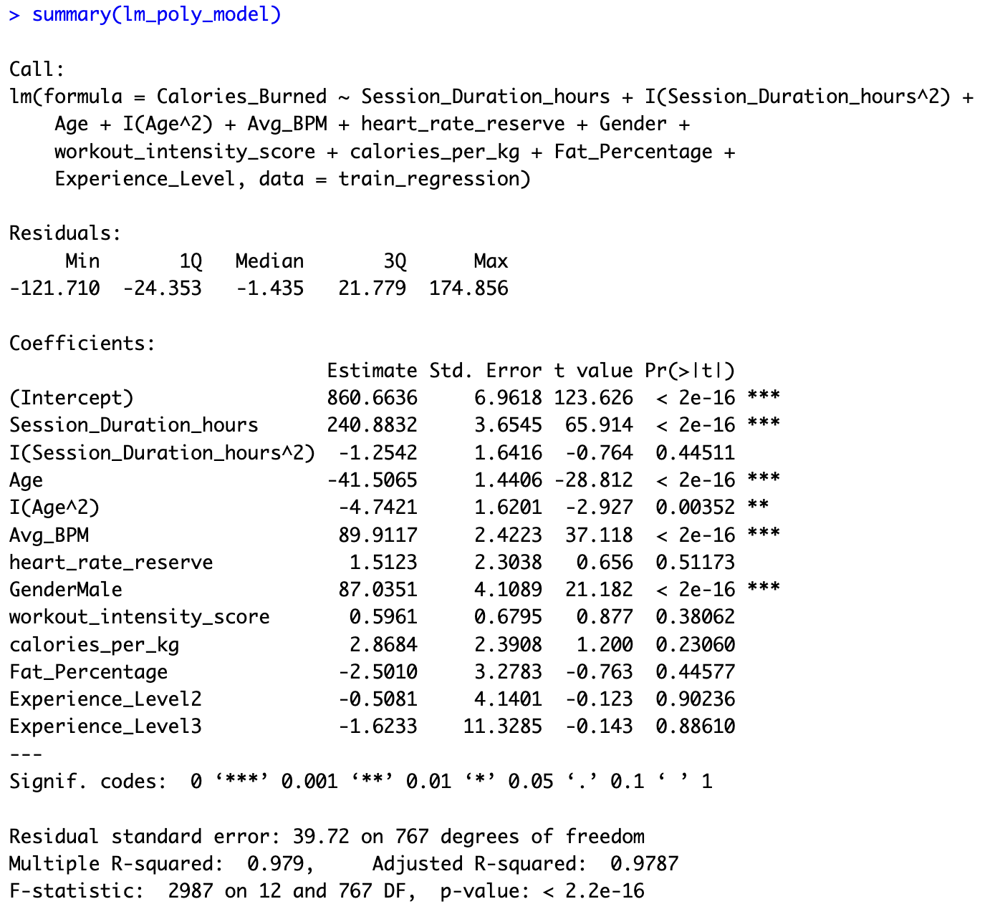 > summary(lm_poly_model)
Call:
lm(formula = Calories_Burned ~ Session_Duration_hours + I(Session_Duration_hours^2) +
    Age + I(Age^2) + Avg_BPM + heart_rate_reserve + Gender +
    workout_intensity_score + calories_per_kg + Fat_Percentage +
    Experience_Level, data = train_regression)
Residuals:
     Min       1Q   Median       3Q      Max
-121.710  -24.353   -1.435   21.779  174.856
Coefficients:
                            Estimate Std. Error t value Pr(>|t|)
(Intercept)                 860.6636     6.9618 123.626  < 2e-16 ***
Session_Duration_hours      240.8832     3.6545  65.914  < 2e-16 ***
I(Session_Duration_hours^2)  -1.2542     1.6416  -0.764  0.44511
Age                         -41.5065     1.4406 -28.812  < 2e-16 ***
I(Age^2)                     -4.7421     1.6201  -2.927  0.00352 **
Avg_BPM                      89.9117     2.4223  37.118  < 2e-16 ***
heart_rate_reserve            1.5123     2.3038   0.656  0.51173
GenderMale                   87.0351     4.1089  21.182  < 2e-16 ***
workout_intensity_score       0.5961     0.6795   0.877  0.38062
calories_per_kg               2.8684     2.3908   1.200  0.23060
Fat_Percentage               -2.5010     3.2783  -0.763  0.44577
Experience_Level2            -0.5081     4.1401  -0.123  0.90236
Experience_Level3            -1.6233    11.3285  -0.143  0.88610
---
Signif. codes:  0 ‘***’ 0.001 ‘**’ 0.01 ‘*’ 0.05 ‘.’ 0.1 ‘ ’ 1
Residual standard error: 39.72 on 767 degrees of freedom
Multiple R-squared:  0.979,     Adjusted R-squared:  0.9787
F-statistic:  2987 on 12 and 767 DF,  p-value: < 2.2e-16